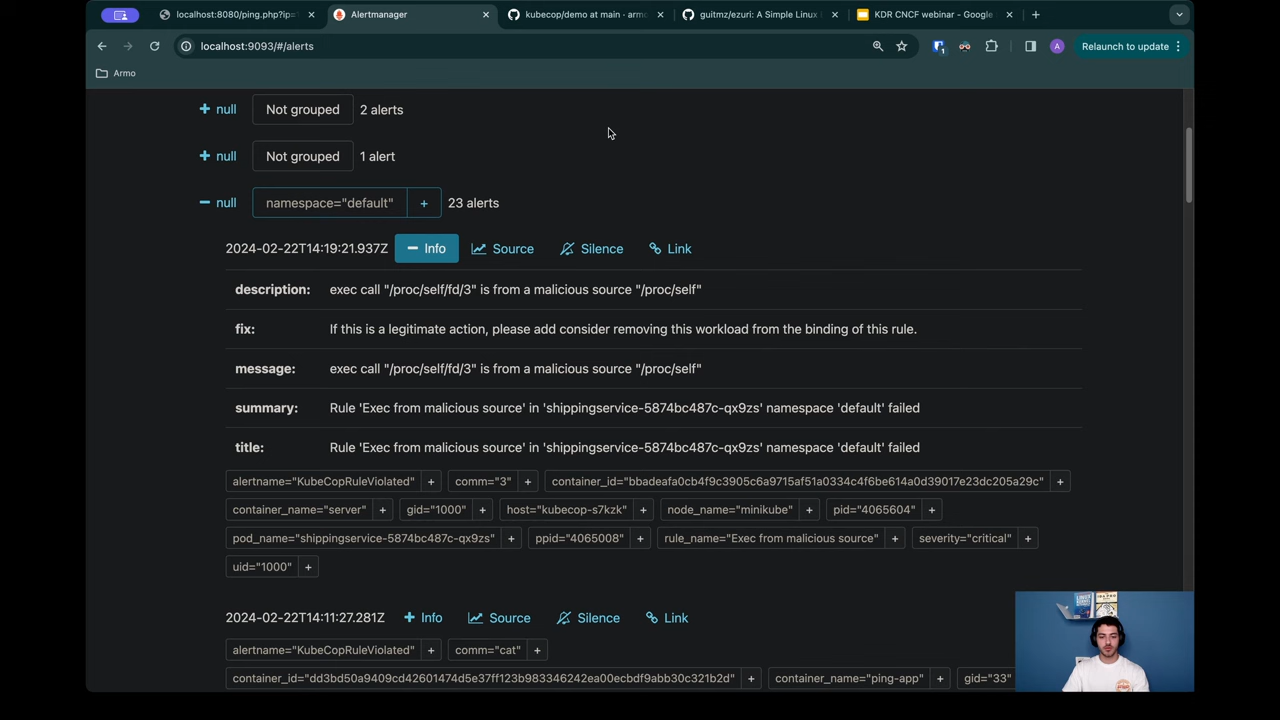 localhost:8080/ping.php?ip=
Alertmanager
kubecop/demo at main · armo
guitmz/ezuri: A Simple Linux
KDR CNCF webinar - Google
localhost:9093/#/alerts
1
A
Relaunch to update
Armo
+ null Not grouped 2 alerts
+ null Not grouped 1 alert
− null namespace="default" + 23 alerts
2024-02-22T14:19:21.937Z − Info Source Silence Link
description: exec call "/proc/self/fd/3" is from a malicious source "/proc/self"
fix: If this is a legitimate action, please add consider removing this workload from the binding of this rule.
message: exec call "/proc/self/fd/3" is from a malicious source "/proc/self"
summary: Rule 'Exec from malicious source' in 'shippingservice-5874bc487c-qx9zs' namespace 'default' failed
title: Rule 'Exec from malicious source' in 'shippingservice-5874bc487c-qx9zs' namespace 'default' failed
alertname="KubeCopRuleViolated" + comm="3" + container_id="bbadeafa0cb4f9c3905c6a9715af51a0334c4f6be614a0d39017e23dc205a29c" +
container_name="server" + gid="1000" + host="kubecop-s7kzk" + node_name="minikube" + pid="4065604" +
pod_name="shippingservice-5874bc487c-qx9zs" + ppid="4065008" + rule_name="Exec from malicious source" + severity="critical" +
uid="1000" +
2024-02-22T14:11:27.281Z + Info Source Silence Link
alertname="KubeCopRuleViolated" + comm="cat" +
container_id="dd3bd50a9409cd42601474d5e37ff123b983346242ea00ecbdf9abb30c321b2d" + container_name="ping-app" + gid="33"